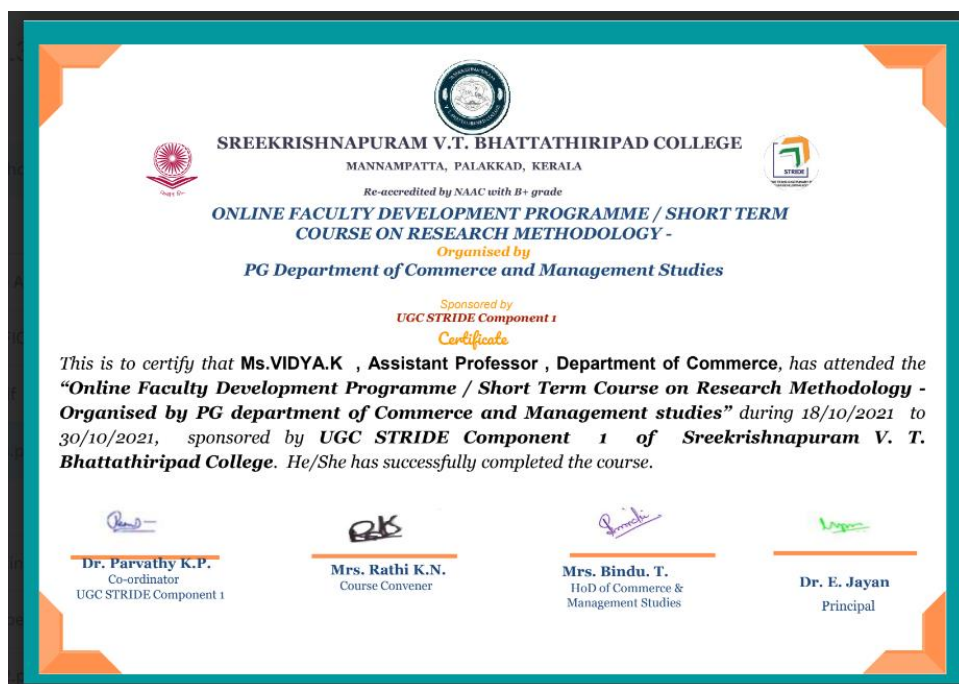 SREEKRISHNAPURAM V.T. BHATTATHIRIPAD COLLEGE
MANNAMPATTA, PALAKKAD, KERALA
Re-accredited by NAAC with B+ grade
STRIDE
ONLINE FACULTY DEVELOPMENT PROGRAMME / SHORT TERM
COURSE ON RESEARCH METHODOLOGY -
Organised by
PG Department of Commerce and Management Studies
Sponsored by
UGC STRIDE Component 1
Certificate
This is to certify that Ms.VIDYA.K , Assistant Professor , Department of Commerce, has attended the
“Online Faculty Development Programme / Short Term Course on Research Methodology -
Organised by PG department of Commerce and Management studies” during 18/10/2021 to
30/10/2021, sponsored by UGC STRIDE Component 1 of Sreekrishnapuram V. T.
Bhattathiripad College. He/She has successfully completed the course.
Dr. Parvathy K.P.
Co-ordinator
UGC STRIDE Component 1
Mrs. Rathi K.N.
Course Convener
Mrs. Bindu. T.
HoD of Commerce &
Management Studies
Dr. E. Jayan
Principal